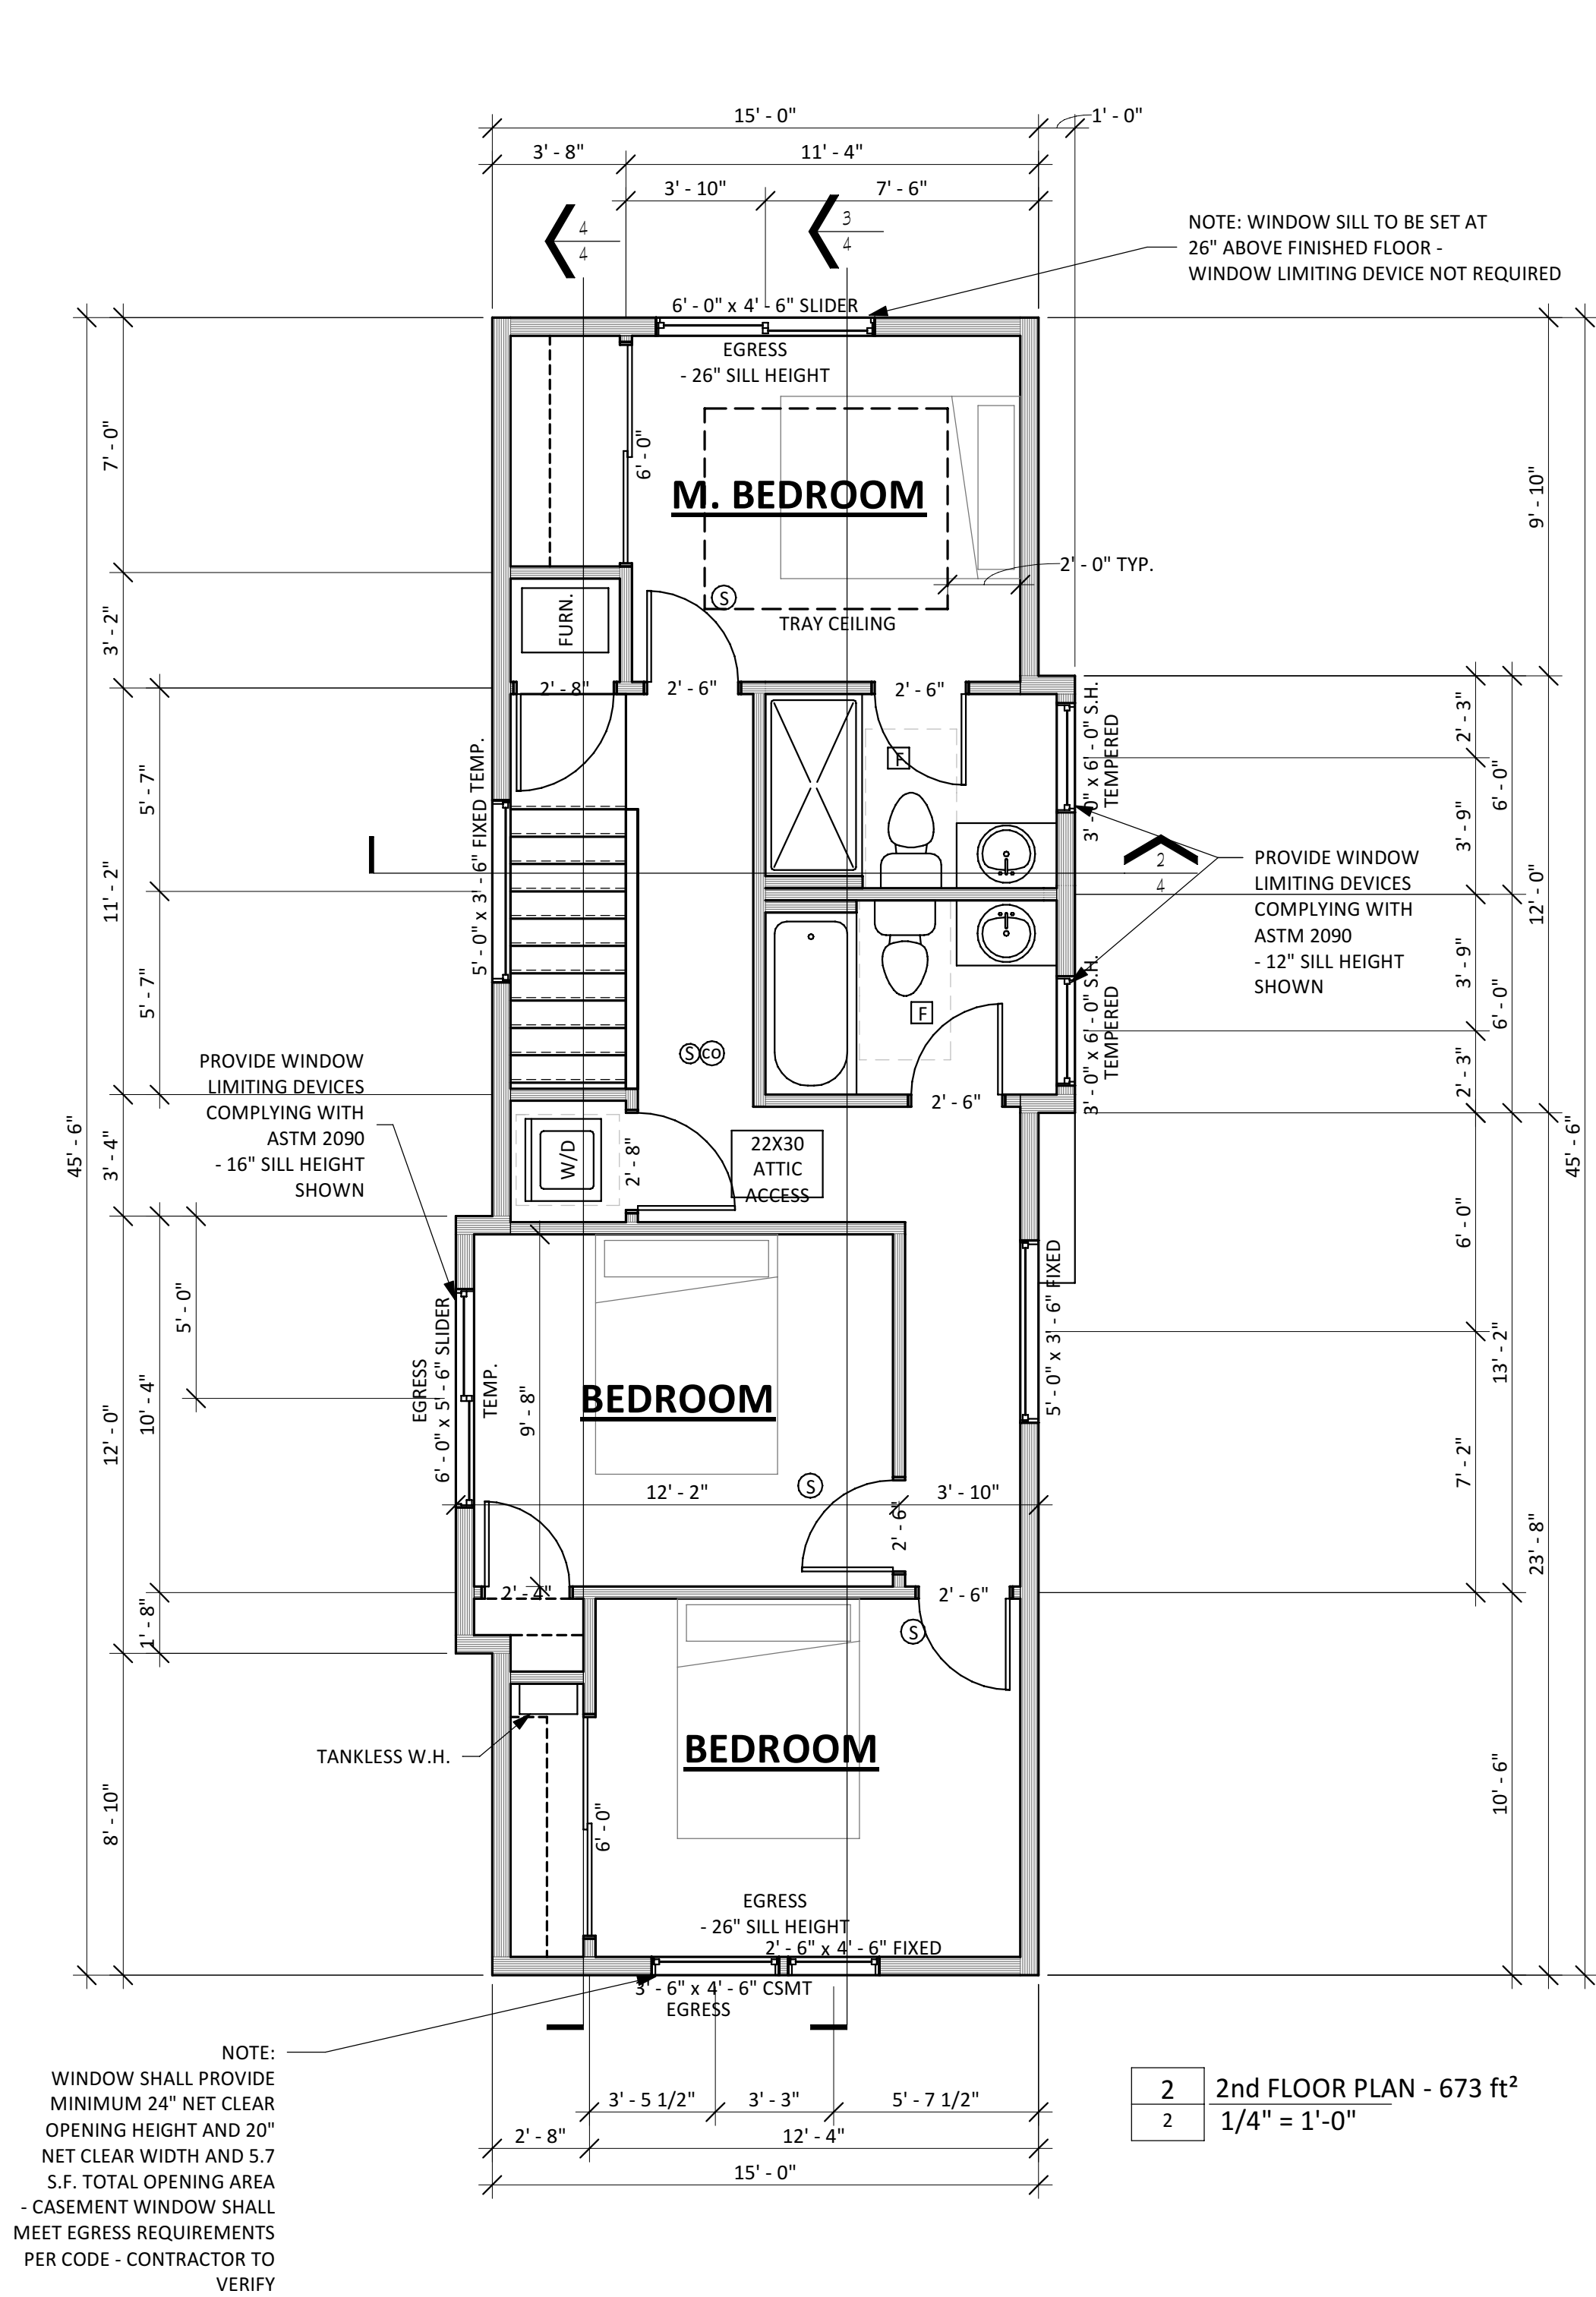 15' - 0"
1' - 0"
3' - 8"
11' - 4"
3' - 10"
7' - 6"
4
4
3
4
NOTE: WINDOW SILL TO BE SET AT
26" ABOVE FINISHED FLOOR -
WINDOW LIMITING DEVICE NOT REQUIRED
6' - 0" x 4' - 6" SLIDER
EGRESS
- 26" SILL HEIGHT
7' - 0"
6' - 0"
M. BEDROOM
9' - 10"
2' - 0" TYP.
S
TRAY CEILING
FURN.
3' - 2"
2' - 8"
2' - 6"
2' - 6"
3' - 0" x 6' - 0" S.H.
TEMPERED
2' - 3"
6' - 0"
F
5' - 7"
5' - 0" x 3' - 6" FIXED TEMP.
3' - 9"
2
4
PROVIDE WINDOW
LIMITING DEVICES
COMPLYING WITH
ASTM 2090
- 12" SILL HEIGHT
SHOWN
11' - 2"
12' - 0"
5' - 7"
3' - 9"
6' - 0"
F
3' - 0" x 6' - 0" S.H.
TEMPERED
2' - 3"
S
CO
2' - 6"
PROVIDE WINDOW
LIMITING DEVICES
COMPLYING WITH
ASTM 2090
- 16" SILL HEIGHT
SHOWN
45' - 6"
3' - 4"
W/D
2' - 8"
22X30
ATTIC
ACCESS
45' - 6"
6' - 0"
5' - 0"
EGRESS
6' - 0" x 5' - 6" SLIDER
TEMP.
5' - 0" x 3' - 6" FIXED
13' - 2"
9' - 8"
BEDROOM
12' - 0"
10' - 4"
7' - 2"
S
12' - 2"
3' - 10"
2' - 6"
23' - 8"
2' - 4"
2' - 6"
1' - 8"
S
TANKLESS W.H.
BEDROOM
8' - 10"
6' - 0"
10' - 6"
EGRESS
- 26" SILL HEIGHT
2' - 6" x 4' - 6" FIXED
3' - 6" x 4' - 6" CSMT
EGRESS
NOTE:
WINDOW SHALL PROVIDE
MINIMUM 24" NET CLEAR
OPENING HEIGHT AND 20"
NET CLEAR WIDTH AND 5.7
S.F. TOTAL OPENING AREA
- CASEMENT WINDOW SHALL
MEET EGRESS REQUIREMENTS
PER CODE - CONTRACTOR TO
VERIFY
3' - 5 1/2"
3' - 3"
5' - 7 1/2"
2' - 8"
12' - 4"
15' - 0"
2
2
2nd FLOOR PLAN - 673 ft²
1/4" = 1'-0"